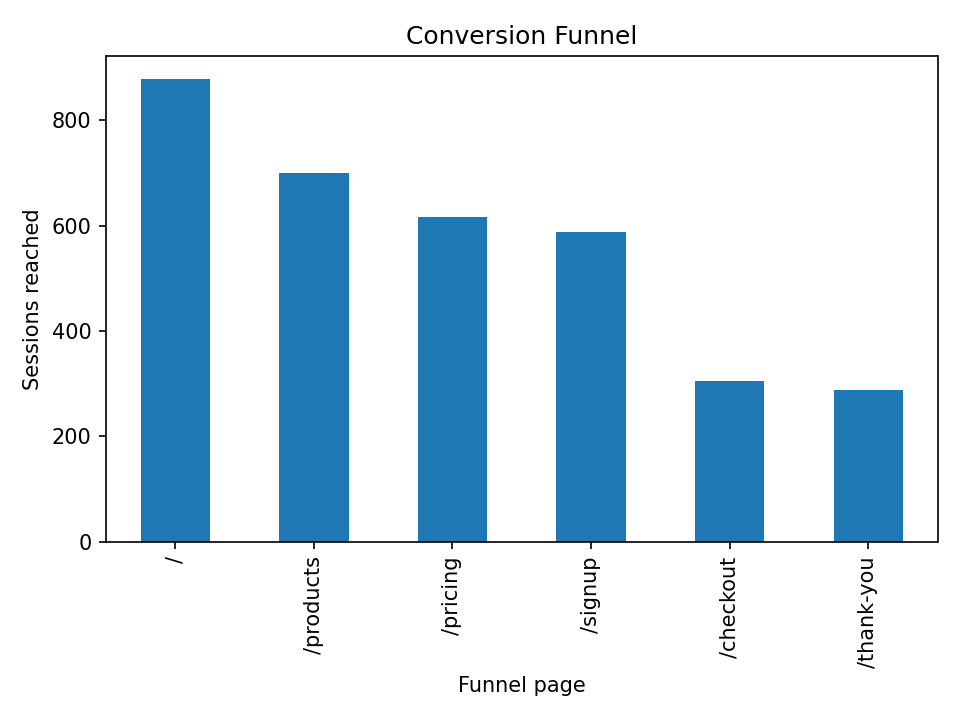 Conversion Funnel
Sessions reached
800
600
400
200
0
/
/products
/pricing
/signup
/checkout
/thank-you
Funnel page